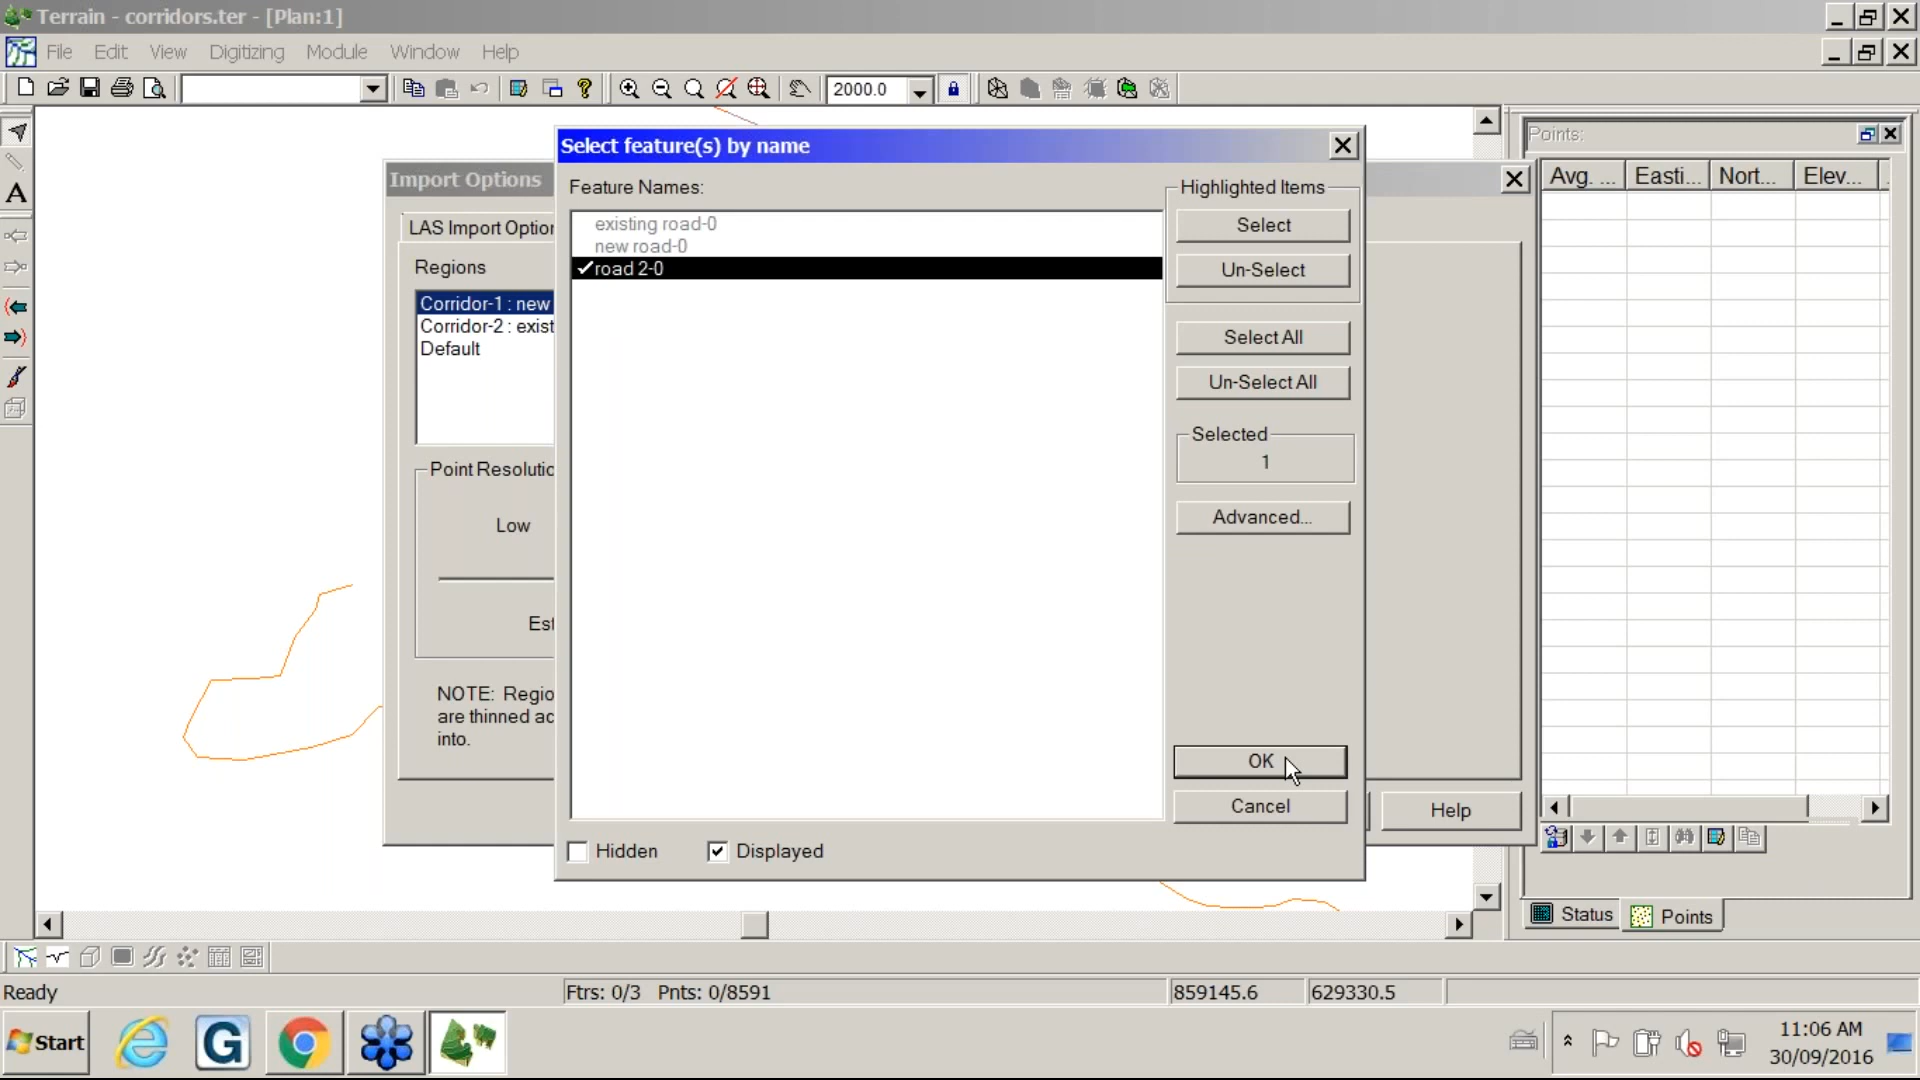 Terrain - corridors.ter - [Plan:1]
File Edit View Digitizing Module Window Help
2000.0
A
Points:
Avg. ... Easti... Nort... Elev...
Import Options
LAS Import Option
Regions
Corridor-1 : new
Corridor-2 : exist
Default
Point Resolutio
Low
Est
NOTE: Regio
are thinned ac
into.
Help
Select feature(s) by name
Feature Names:
existing road-0
new road-0
road 2-0
Highlighted Items
Select
Un-Select
Select All
Un-Select All
Selected
1
Advanced...
OK
Cancel
Hidden Displayed
Status Points
Ready Ftrs: 0/3 Pnts: 0/8591 859145.6 629330.5
Start
G
11:06 AM
30/09/2016